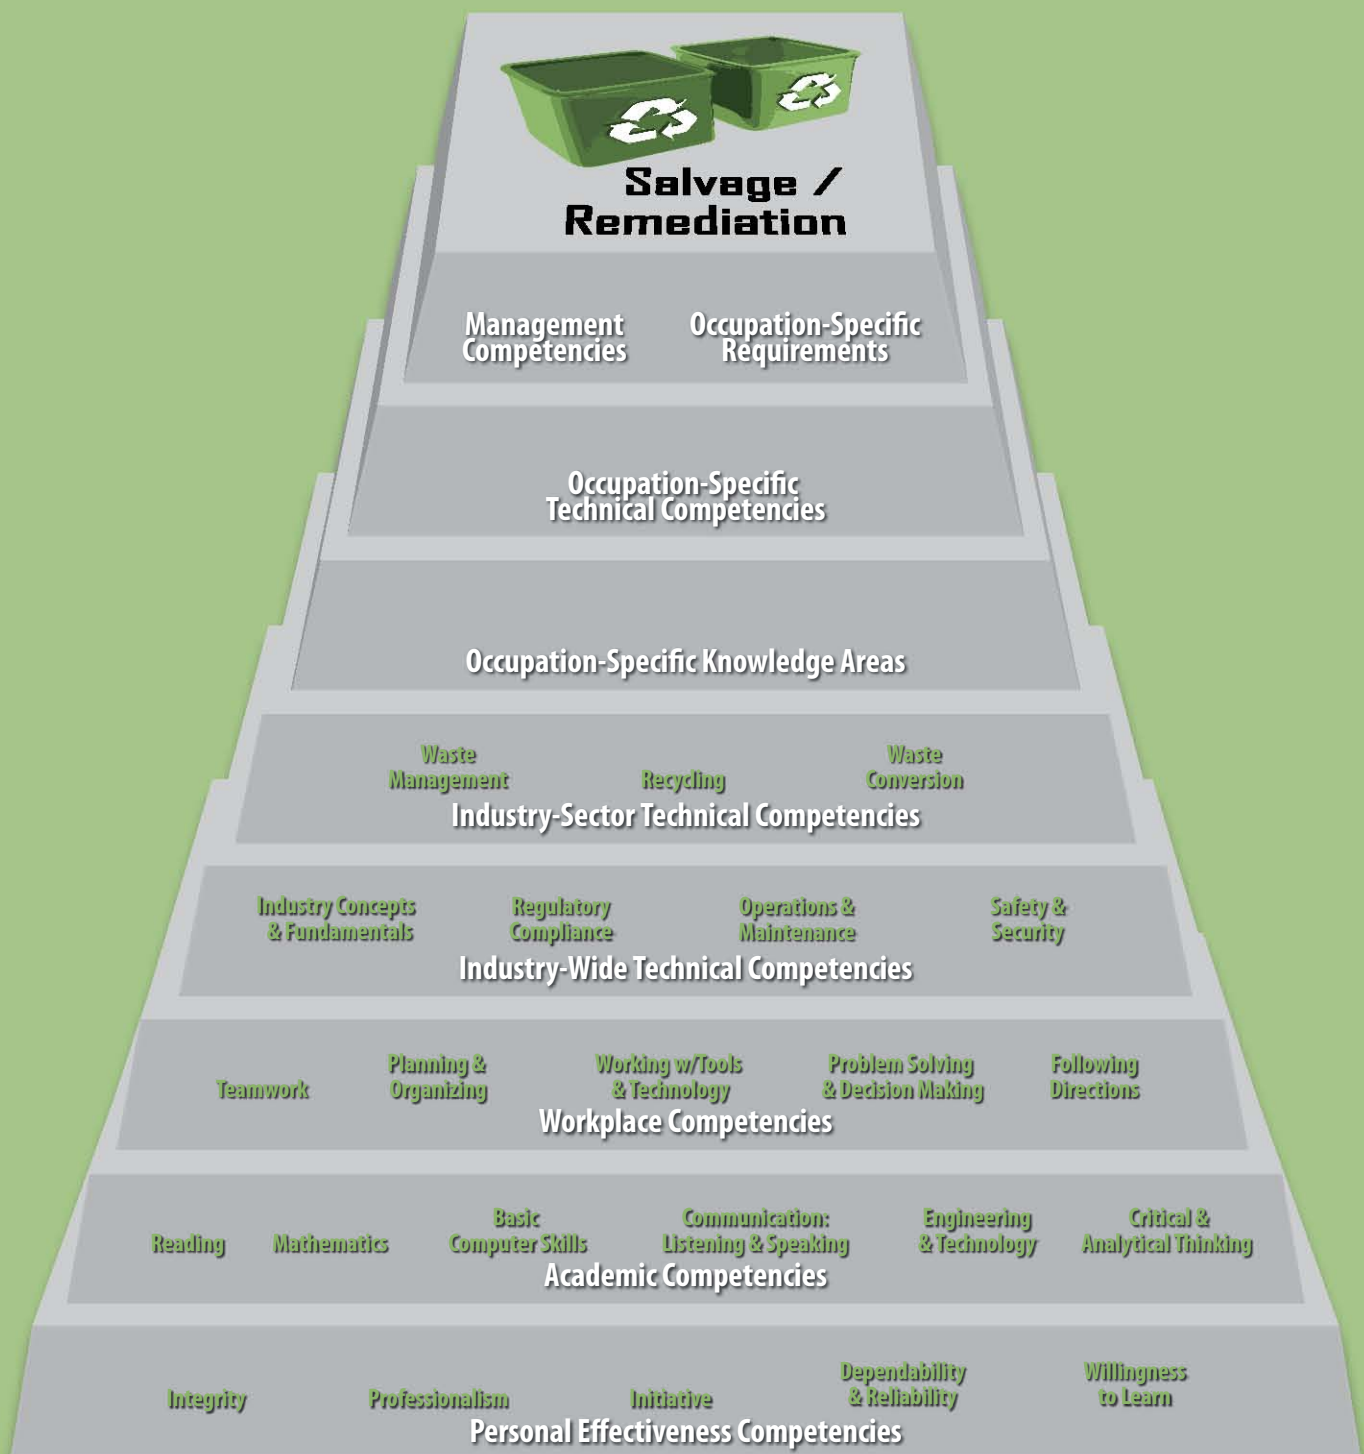 Salvage /
Remediation
Management
Competencies
Occupation-Specific
Requirements
Occupation-Specific
Technical Competencies
Occupation-Specific Knowledge Areas
Waste
Management
Recycling
Waste
Conversion
Industry-Sector Technical Competencies
Industry Concepts
& Fundamentals
Regulatory
Compliance
Operations &
Maintenance
Safety &
Security
Industry-Wide Technical Competencies
Teamwork
Planning &
Organizing
Working w/Tools
& Technology
Problem Solving
& Decision Making
Following
Directions
Workplace Competencies
Reading
Mathematics
Basic
Computer Skills
Communication:
Listening & Speaking
Engineering
& Technology
Critical &
Analytical Thinking
Academic Competencies
Integrity
Professionalism
Initiative
Dependability
& Reliability
Willingness
to Learn
Personal Effectiveness Competencies